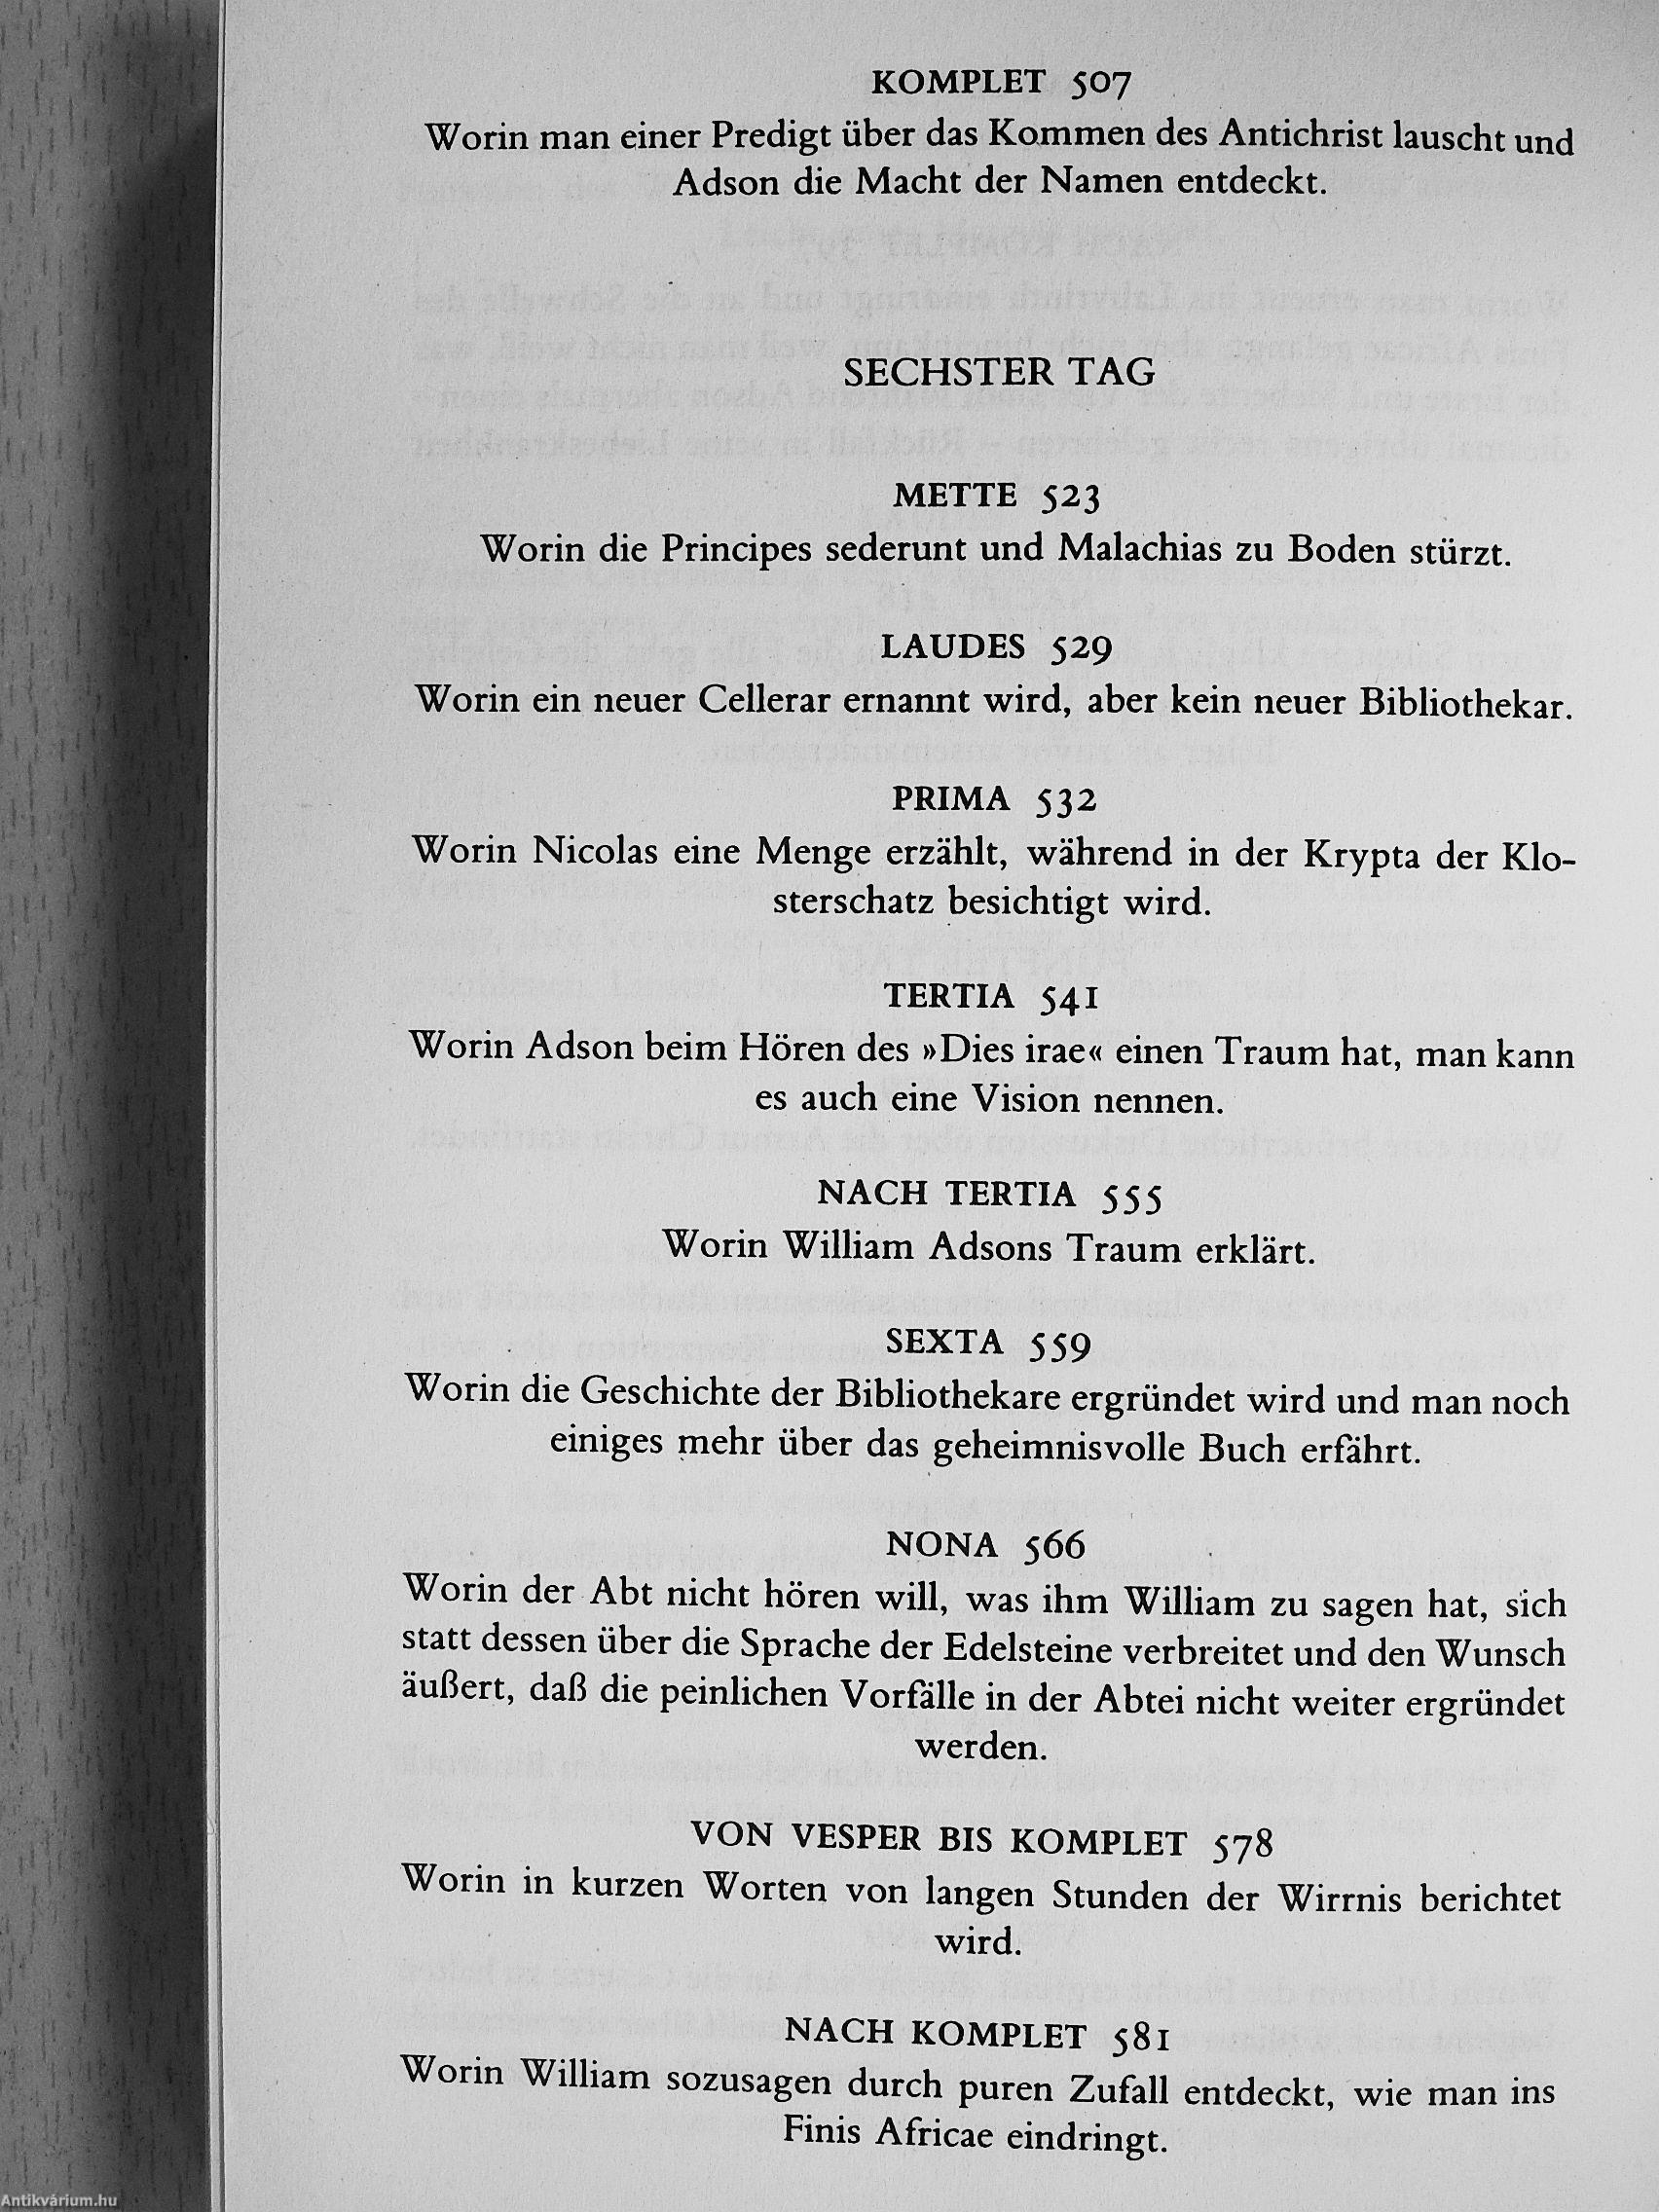 KOMPLET 507
Worin man einer Predigt über das Kommen des Antichrist lauscht und
Adson die Macht der Namen entdeckt.
SECHSTER TAG
METTE 523
Worin die Principes sederunt und Malachias zu Boden stürzt.
LAUDES 529
Worin ein neuer Cellerar ernannt wird, aber kein neuer Bibliothekar.
PRIMA 532
Worin Nicolas eine Menge erzählt, während in der Krypta der Klo-
sterschatz besichtigt wird.
TERTIA 541
Worin Adson beim Hören des »Dies irae« einen Traum hat, man kann
es auch eine Vision nennen.
NACH TERTIA 555
Worin William Adsons Traum erklärt.
SEXTA 559
Worin die Geschichte der Bibliothekare ergründet wird und man noch
einiges mehr über das geheimnisvolle Buch erfährt.
NONA 566
Worin der Abt nicht hören will, was ihm William zu sagen hat, sich
statt dessen über die Sprache der Edelsteine verbreitet und den Wunsch
äußert, daß die peinlichen Vorfälle in der Abtei nicht weiter ergründet
werden.
VON VESPER BIS KOMPLET 578
Worin in kurzen Worten von langen Stunden der Wirrnis berichtet
wird.
NACH KOMPLET 581
Worin William sozusagen durch puren Zufall entdeckt, wie man ins
Finis Africae eindringt.
Antikvárium.hu